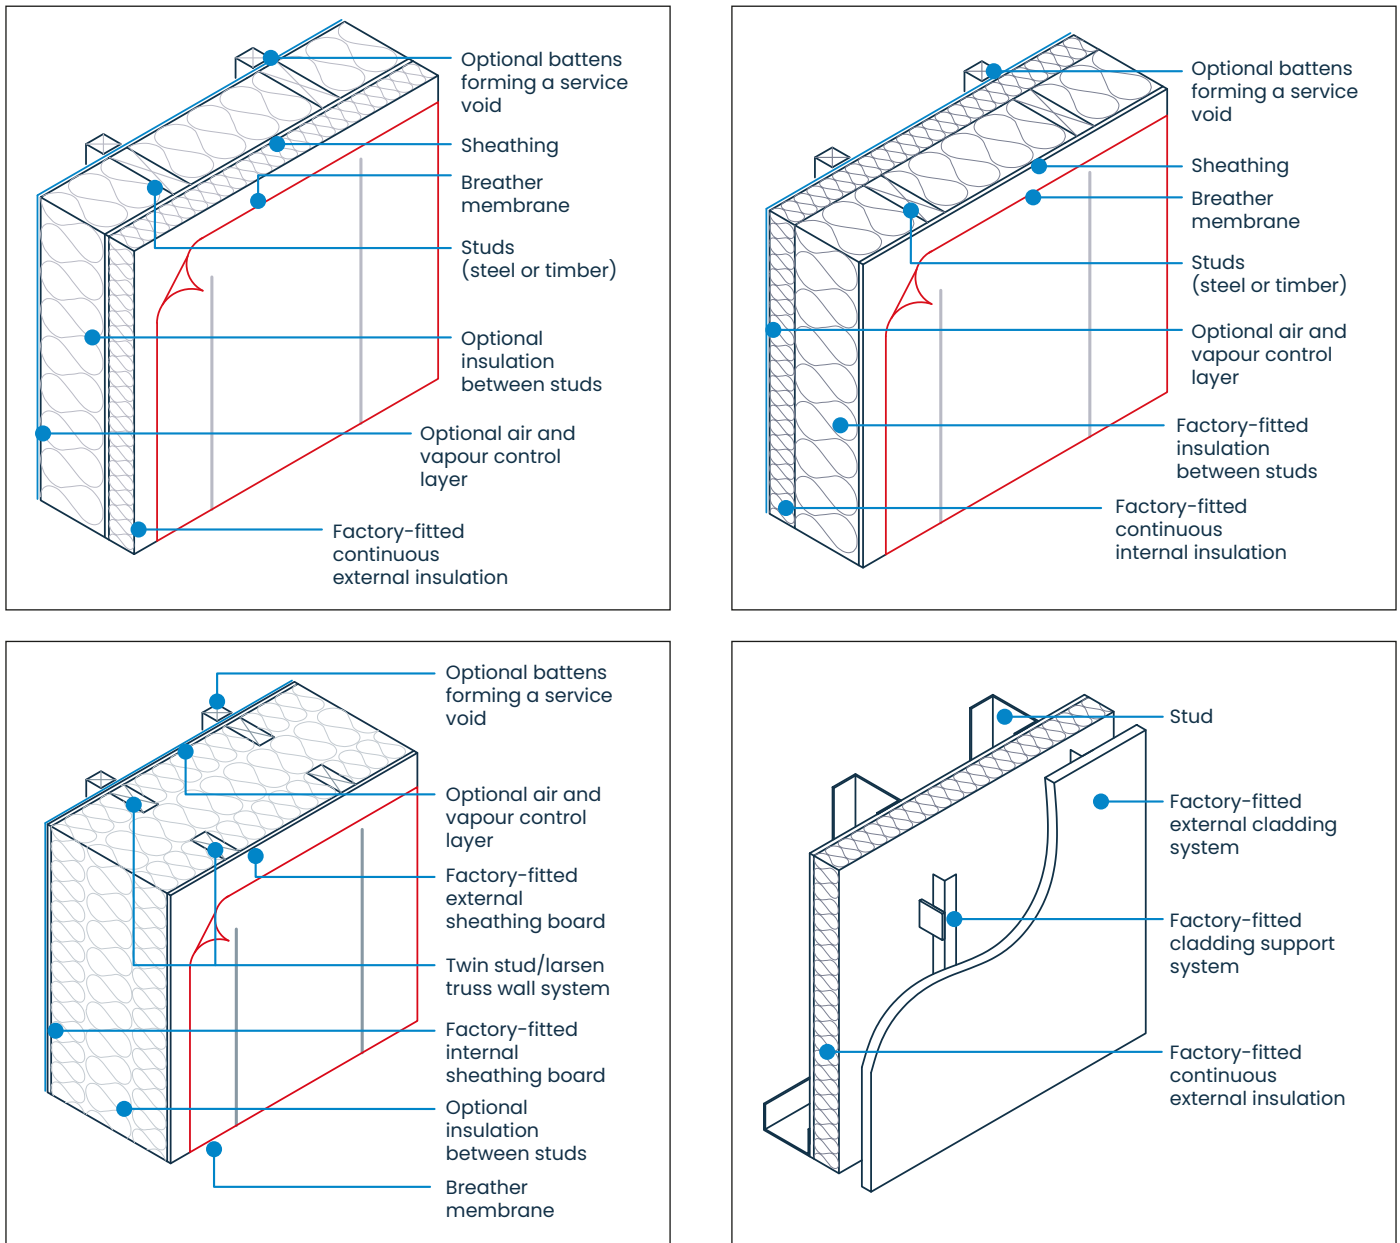 Optional battens
forming a service
void
Sheathing
Breather
membrane
Studs
(steel or timber)
Optional
insulation
between studs
Optional air and
vapour control
layer
Factory-fitted
continuous
external insulation
Optional battens
forming a service
void
Sheathing
Breather
membrane
Studs
(steel or timber)
Optional air and
vapour control
layer
Factory-fitted
insulation
between studs
Factory-fitted
continuous
internal insulation
Optional battens
forming a service
void
Optional air and
vapour control
layer
Factory-fitted
external
sheathing board
Twin stud/larsen
truss wall system
Factory-fitted
internal
sheathing board
Optional
insulation
between studs
Breather
membrane
Stud
Factory-fitted
external cladding
system
Factory-fitted
cladding support
system
Factory-fitted
continuous
external insulation